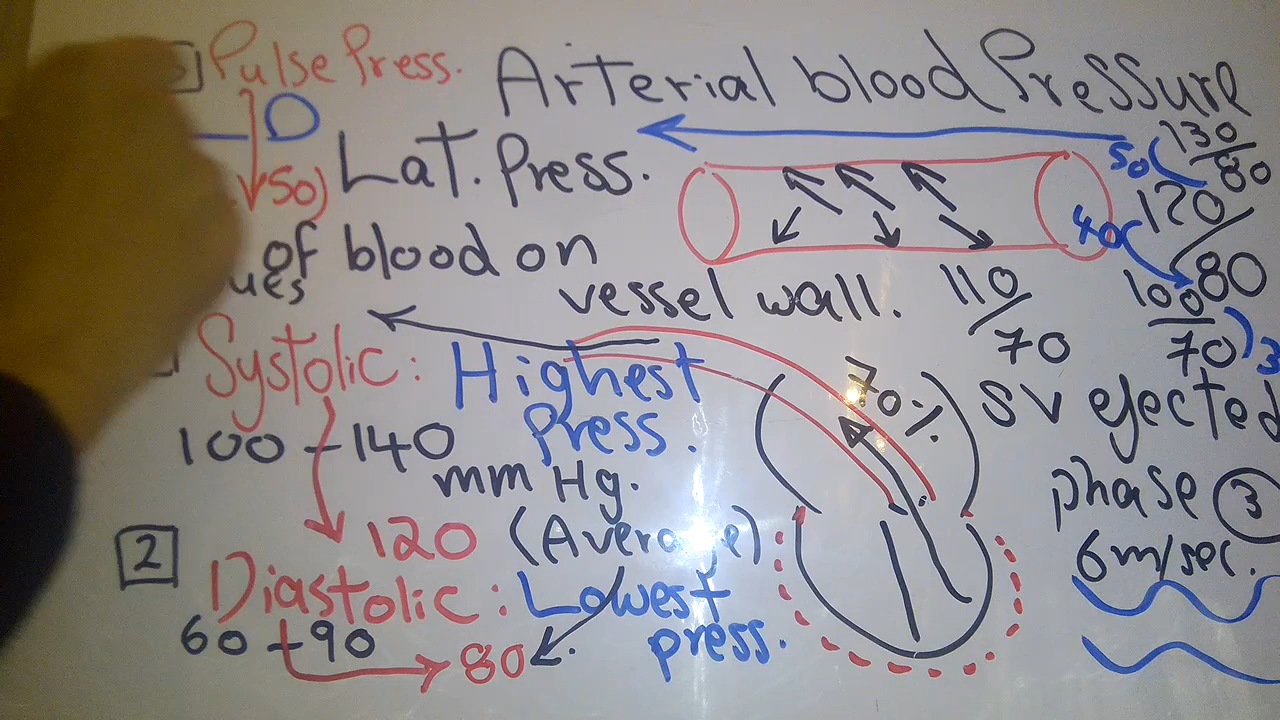 Pulse Press.
Arterial blood Pressure
D
50)
Lat. Press.
of blood on
ues
vessel wall.
50
130/80
40
120/80
110/70
100/70
3
Systolic: Highest
Press.
100-140
mm Hg.
120 (Average)
70%
SV ejected
phase 3
6m/sec.
2
Diastolic: Lowest
press.
60-90
80